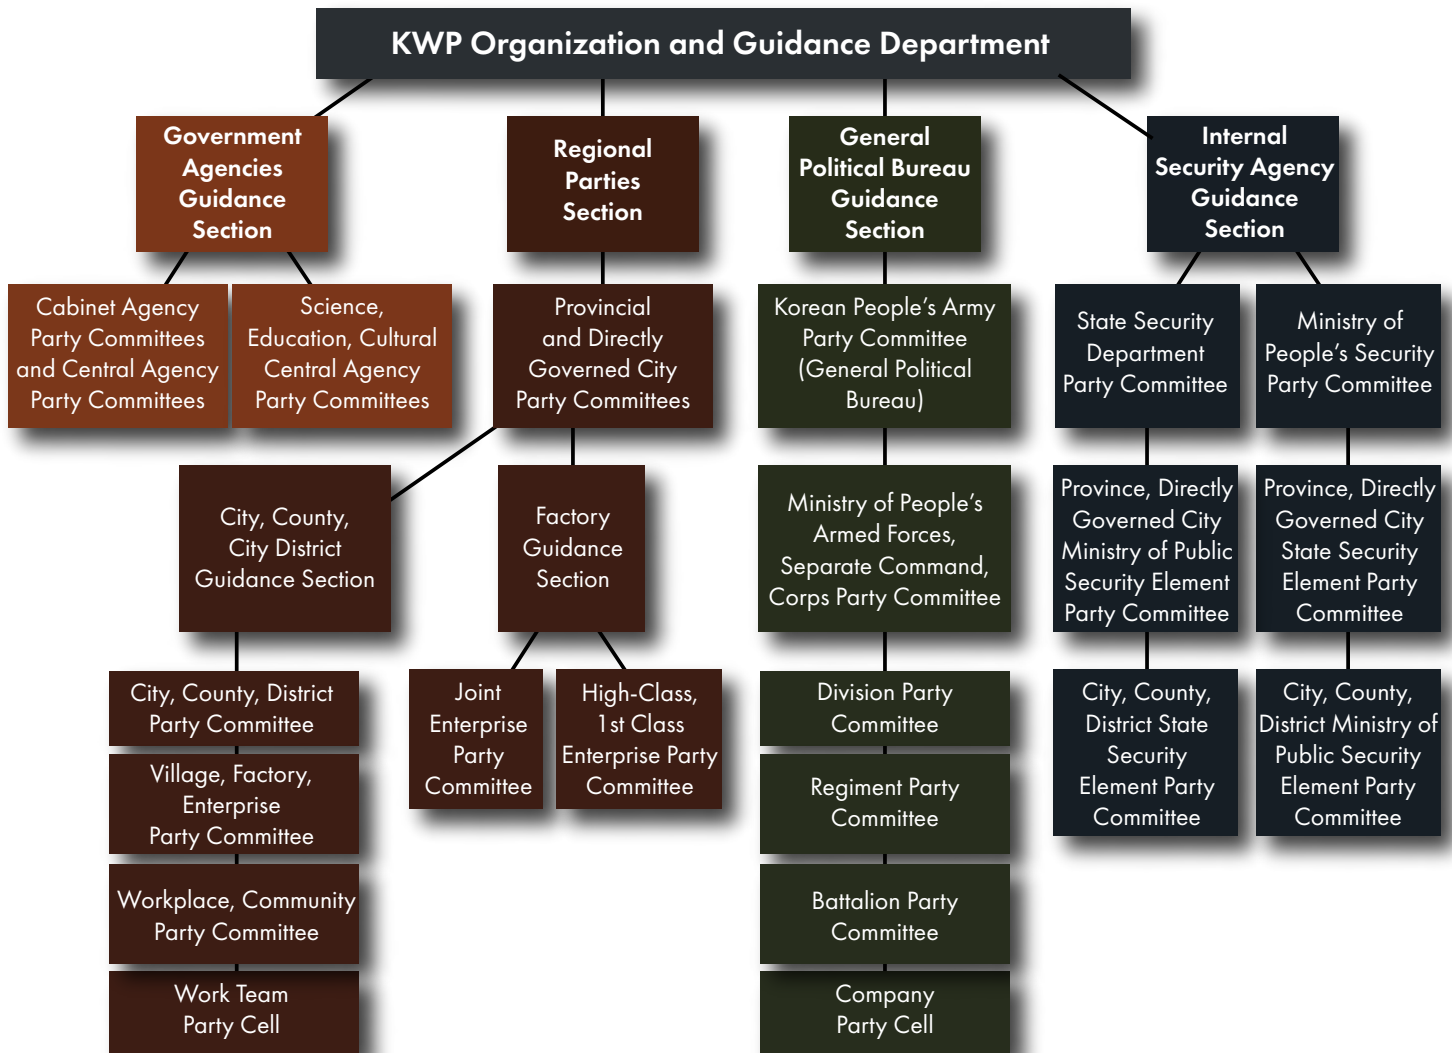 KWP Organization and Guidance Department
Government
Agencies
Guidance
Section
Regional
Parties
Section
General
Political Bureau
Guidance
Section
Internal
Security Agency
Guidance
Section
Cabinet Agency
Party Committees
and Central Agency
Party Committees
Science,
Education, Cultural
Central Agency
Party Committees
Provincial
and Directly
Governed City
Party Committees
Korean People's Army
Party Committee
(General Political
Bureau)
State Security
Department
Party Committee
Ministry of
People's Security
Party Committee
City, County,
City District
Guidance Section
Factory
Guidance
Section
Ministry of People's
Armed Forces,
Separate Command,
Corps Party Committee
Province, Directly
Governed City
Ministry of Public
Security Element
Party Committee
Province, Directly
Governed City
State Security
Element Party
Committee
City, County, District
Party Committee
Joint
Enterprise
Party
Committee
High-Class,
1st Class
Enterprise Party
Committee
Division Party
Committee
City, County,
District State
Security
Element Party
Committee
City, County,
District Ministry of
Public Security
Element Party
Committee
Village, Factory,
Enterprise
Party Committee
Regiment Party
Committee
Workplace, Community
Party Committee
Battalion Party
Committee
Work Team
Party Cell
Company
Party Cell